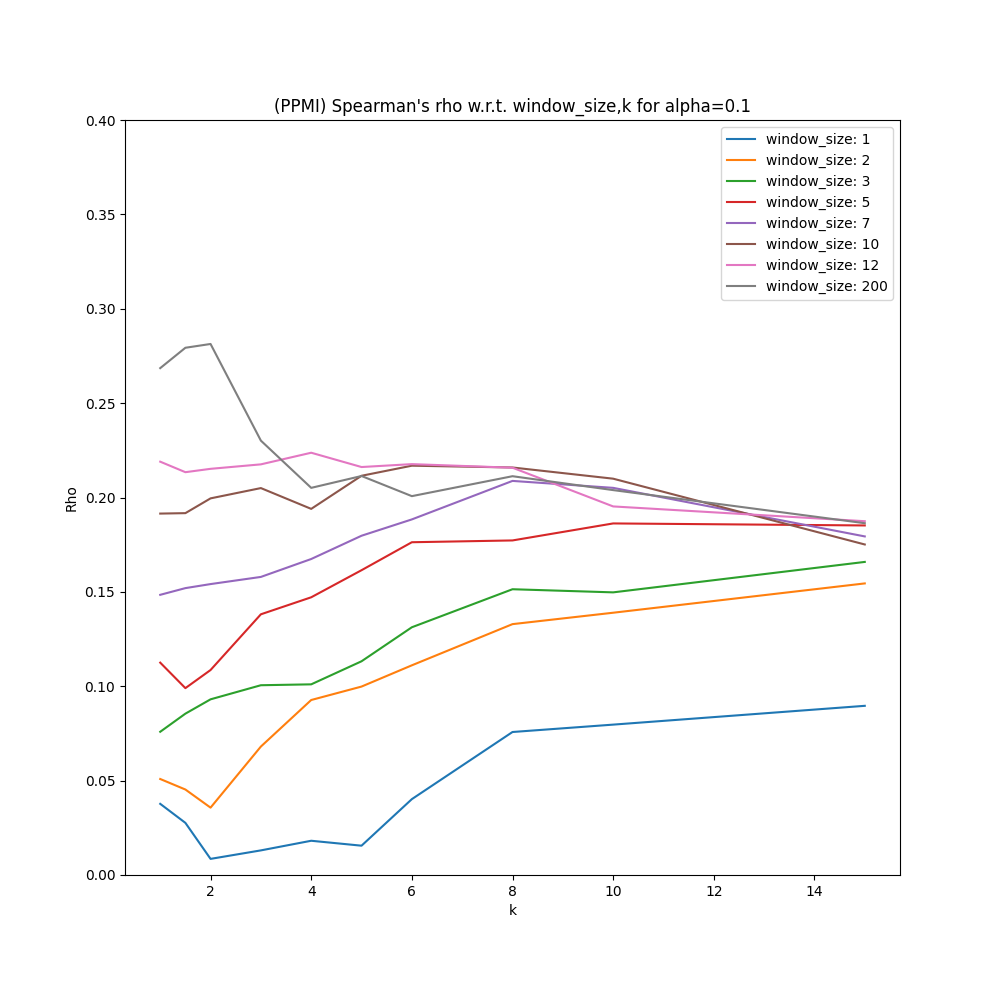 (PPMI) Spearman's rho w.r.t. window_size,k for alpha=0.1
0.40
0.35
0.30
0.25
0.20
0.15
0.10
0.05
0.00
Rho
window_size: 1
window_size: 2
window_size: 3
window_size: 5
window_size: 7
window_size: 10
window_size: 12
window_size: 200
2 4 6 8 10 12 14
k